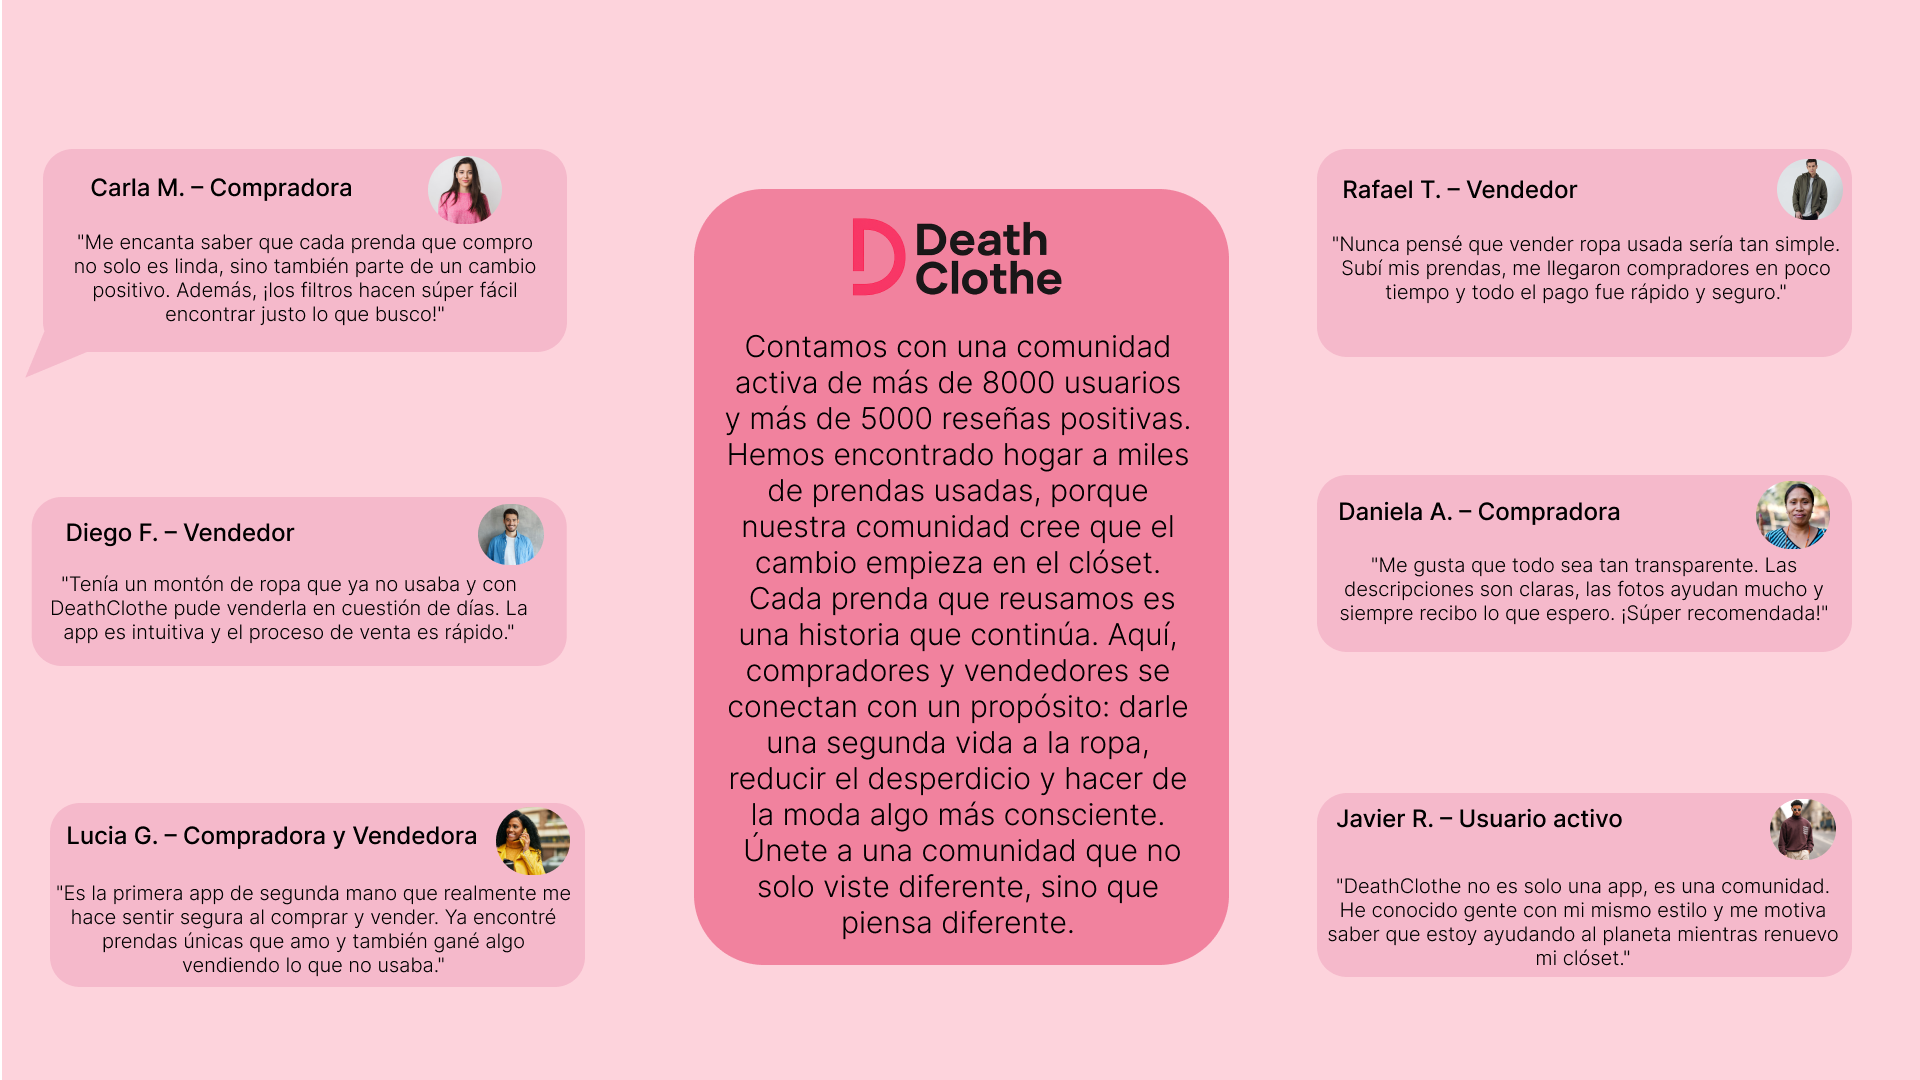 Carla M. – Compradora
"Me encanta saber que cada prenda que compro
no solo es linda, sino también parte de un cambio
positivo. Además, ¡los filtros hacen súper fácil
encontrar justo lo que busco!"
Diego F. – Vendedor
"Tenía un montón de ropa que ya no usaba y con
DeathClothe pude venderla en cuestión de días. La
app es intuitiva y el proceso de venta es rápido."
Lucia G. – Compradora y Vendedora
"Es la primera app de segunda mano que realmente me
hace sentir segura al comprar y vender. Ya encontré
prendas únicas que amo y también gané algo
vendiendo lo que no usaba."
Death
Clothe
Contamos con una comunidad
activa de más de 8000 usuarios
y más de 5000 reseñas positivas.
Hemos encontrado hogar a miles
de prendas usadas, porque
nuestra comunidad cree que el
cambio empieza en el clóset.
Cada prenda que reusamos es
una historia que continúa. Aquí,
compradores y vendedores se
conectan con un propósito: darle
una segunda vida a la ropa,
reducir el desperdicio y hacer de
la moda algo más consciente.
Únete a una comunidad que no
solo viste diferente, sino que
piensa diferente.
Rafael T. – Vendedor
"Nunca pensé que vender ropa usada sería tan simple.
Subí mis prendas, me llegaron compradores en poco
tiempo y todo el pago fue rápido y seguro."
Daniela A. – Compradora
"Me gusta que todo sea tan transparente. Las
descripciones son claras, las fotos ayudan mucho y
siempre recibo lo que espero. ¡Súper recomendada!"
Javier R. – Usuario activo
"DeathClothe no es solo una app, es una comunidad.
He conocido gente con mi mismo estilo y me motiva
saber que estoy ayudando al planeta mientras renuevo
mi clóset."